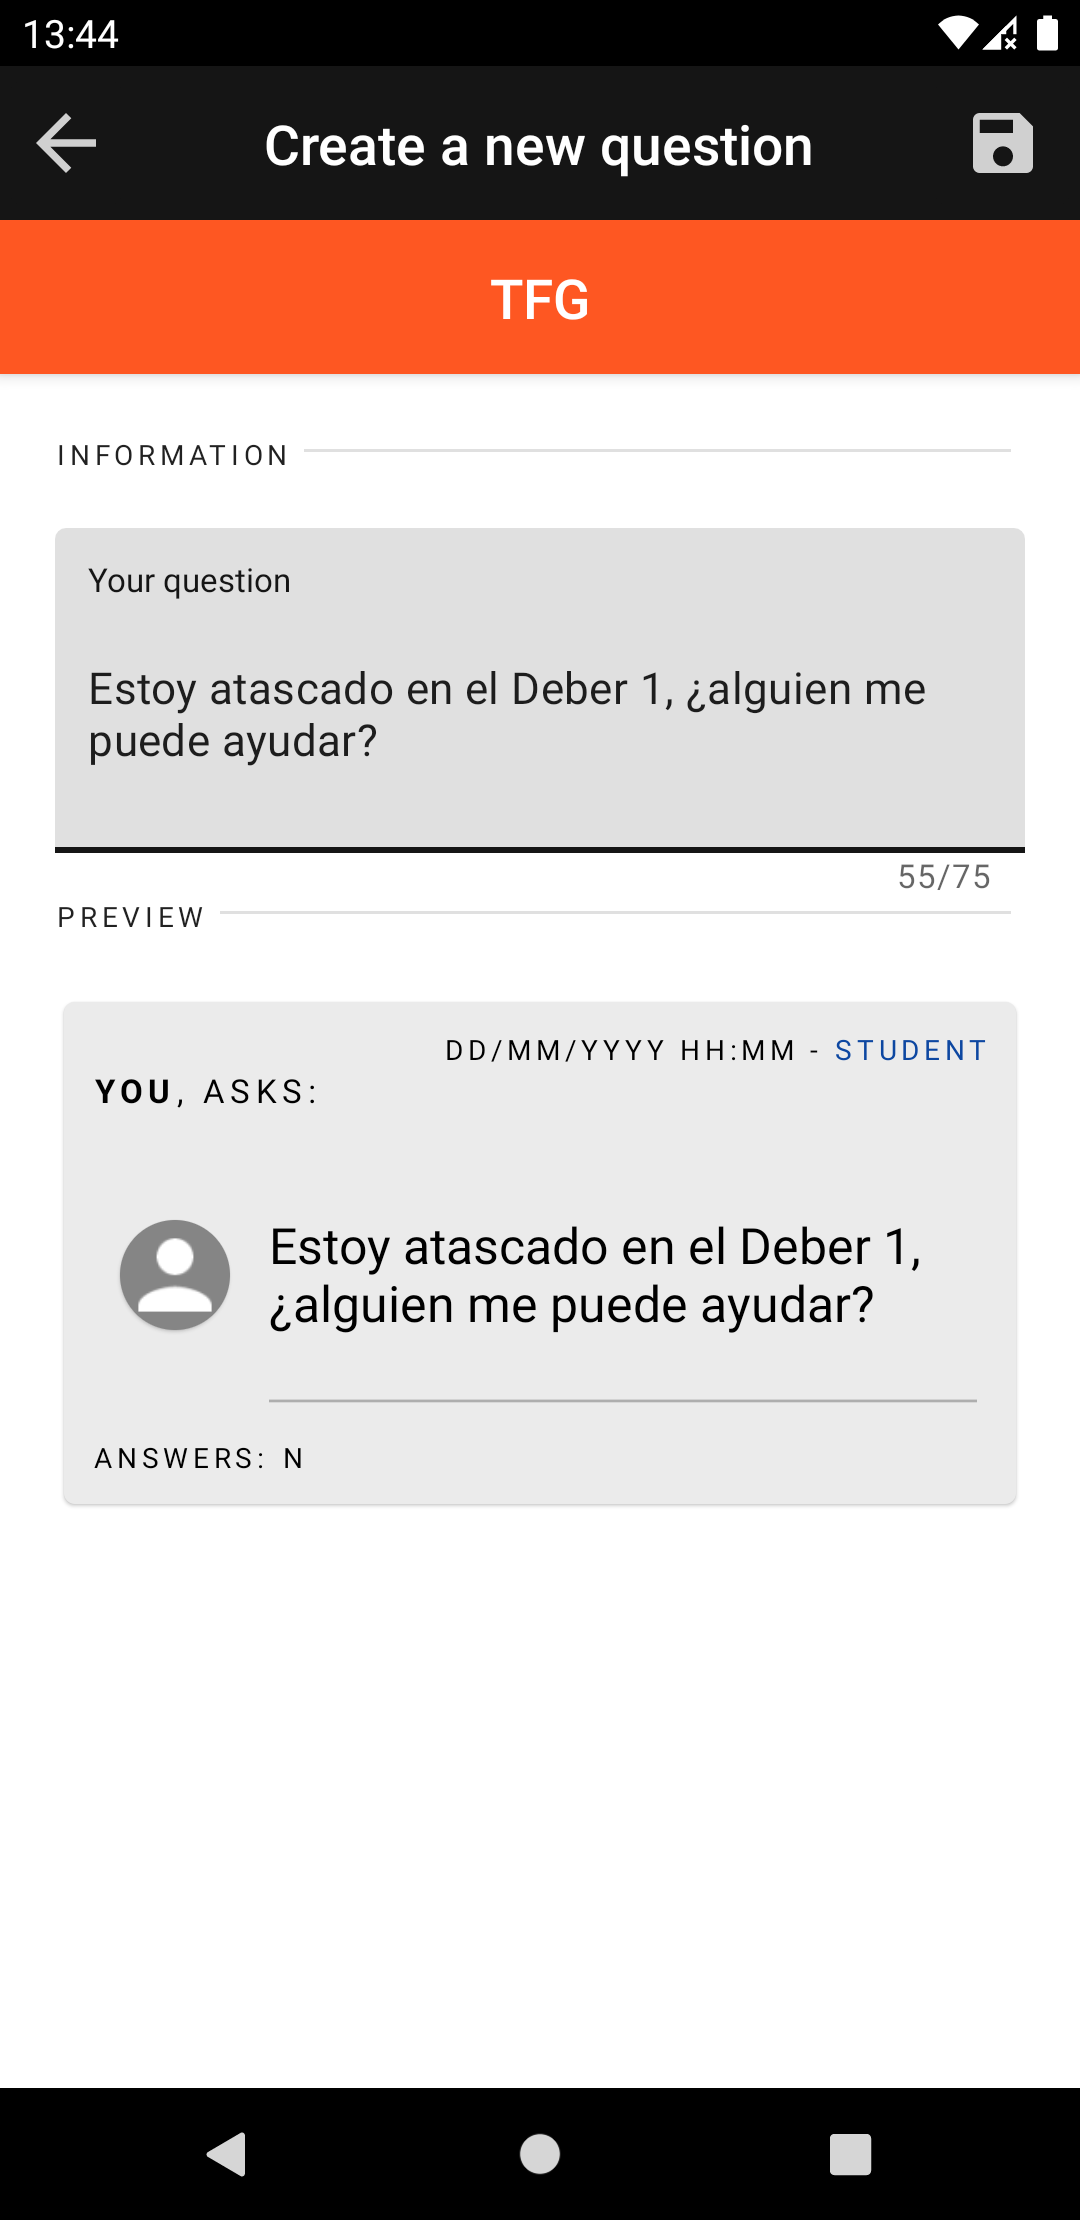 13:44
Create a new question
TFG
INFORMATION
Your question
Estoy atascado en el Deber 1, ¿alguien me
puede ayudar?
55/75
PREVIEW
DD/MM/YYYY HH:MM - STUDENT
YOU, ASKS:
Estoy atascado en el Deber 1,
¿alguien me puede ayudar?
ANSWERS: N